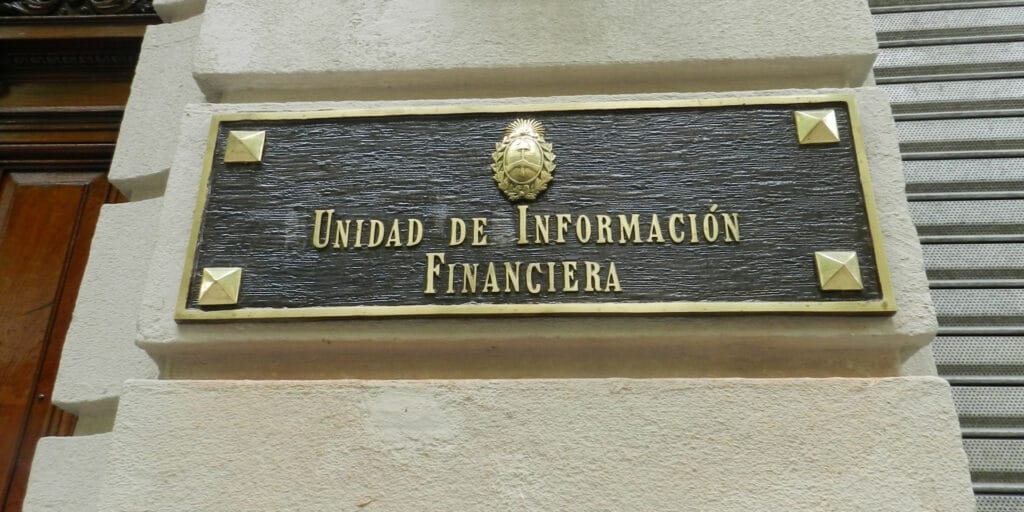 Unidad de Información
Financiera